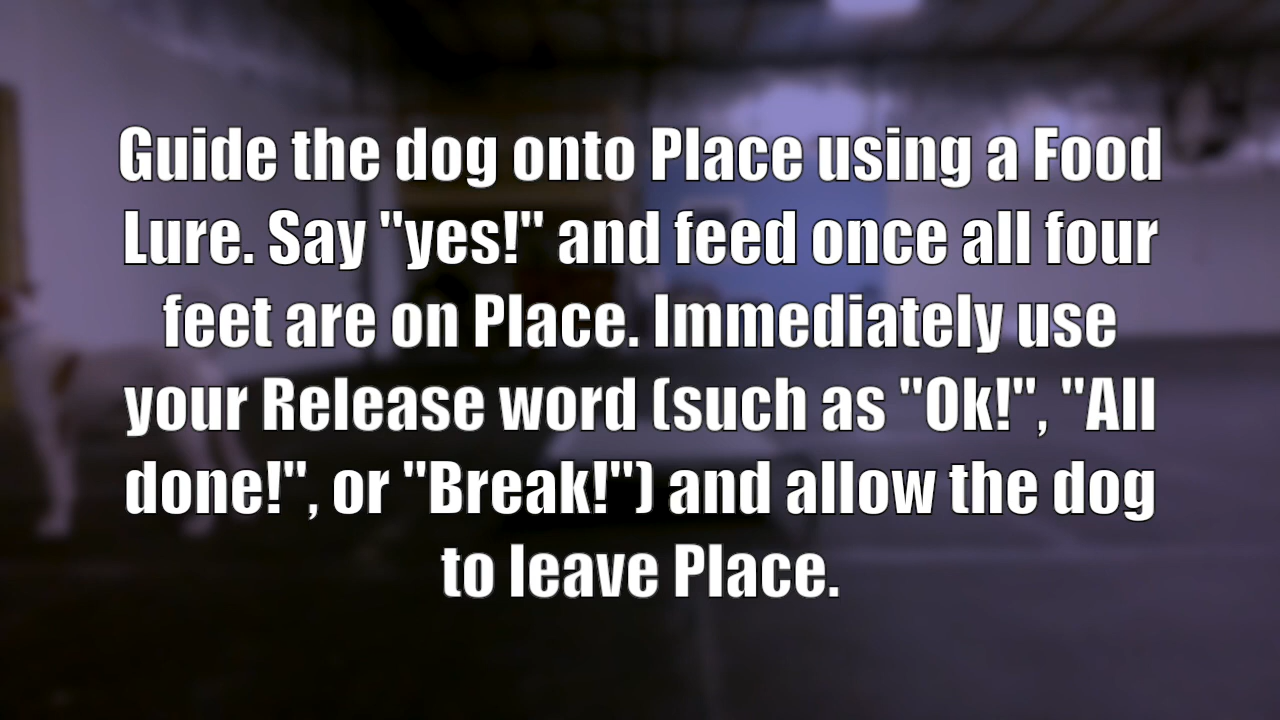 Guide the dog onto Place using a Food
Lure. Say "yes!" and feed once all four
feet are on Place. Immediately use
your Release word (such as "Ok!", "All
done!", or "Break!") and allow the dog
to leave Place.